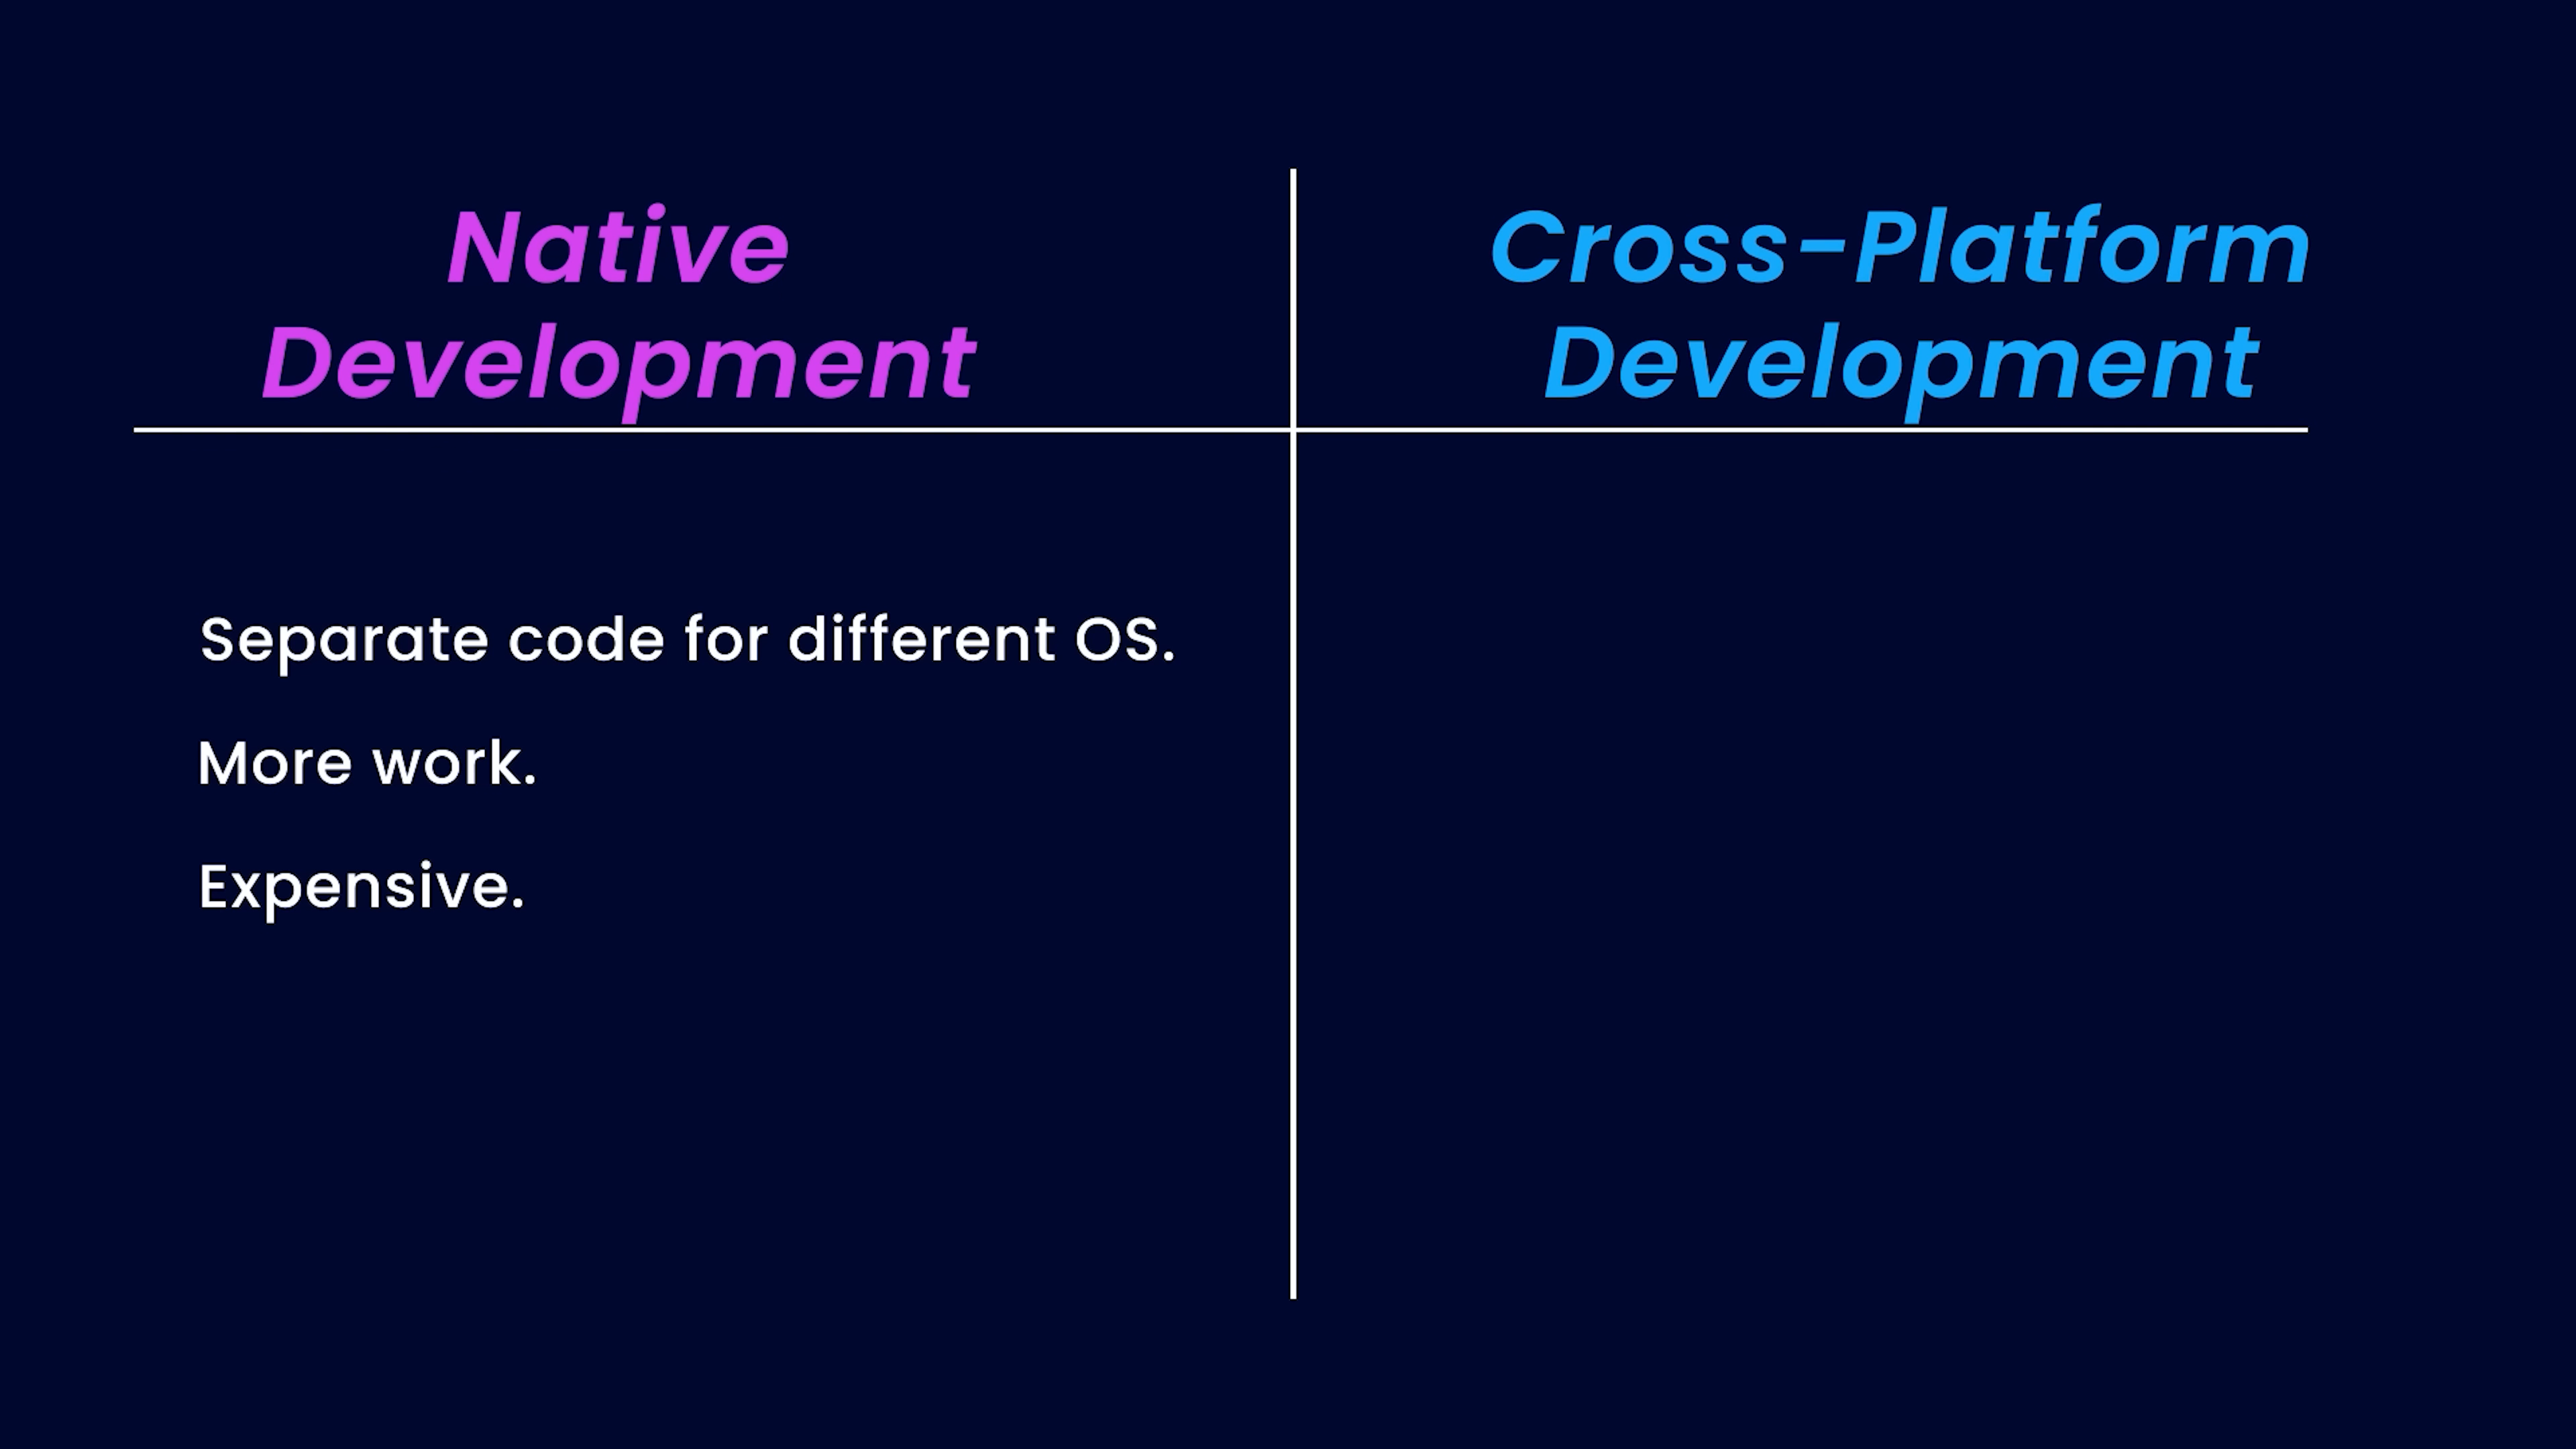 Native
Development
Cross-Platform
Development
Separate code for different OS.
More work.
Expensive.